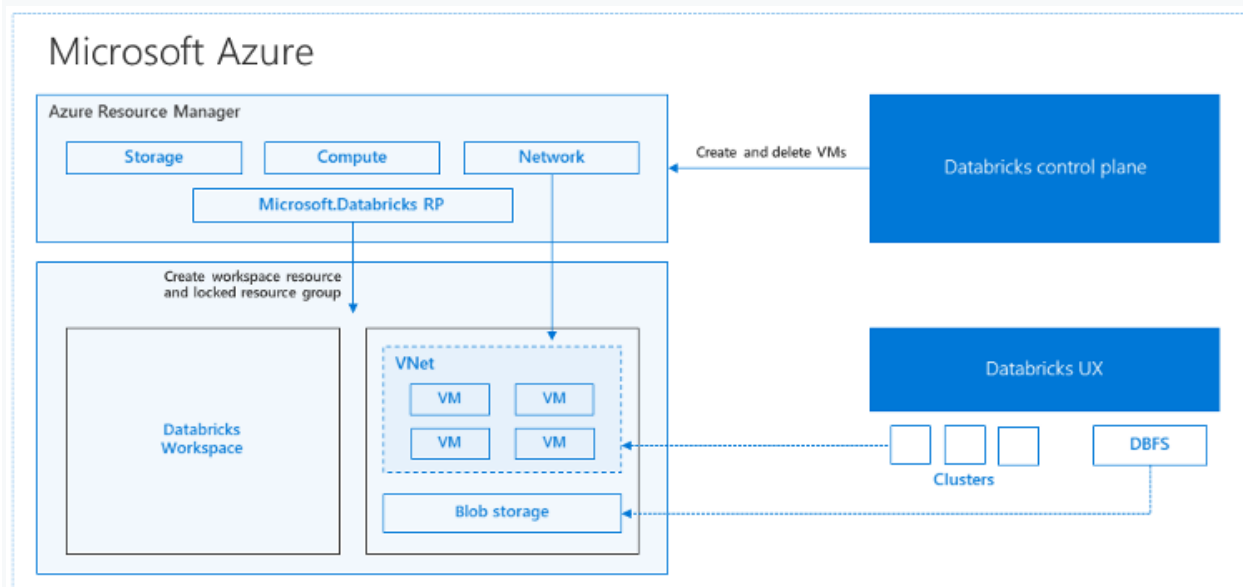 Microsoft Azure
Azure Resource Manager
Storage
Compute
Network
Microsoft.Databricks RP
Create and delete VMs
Databricks control plane
Create workspace resource
and locked resource group
Databricks
Workspace
VNet
VM
VM
VM
VM
Blob storage
Databricks UX
Clusters
DBFS